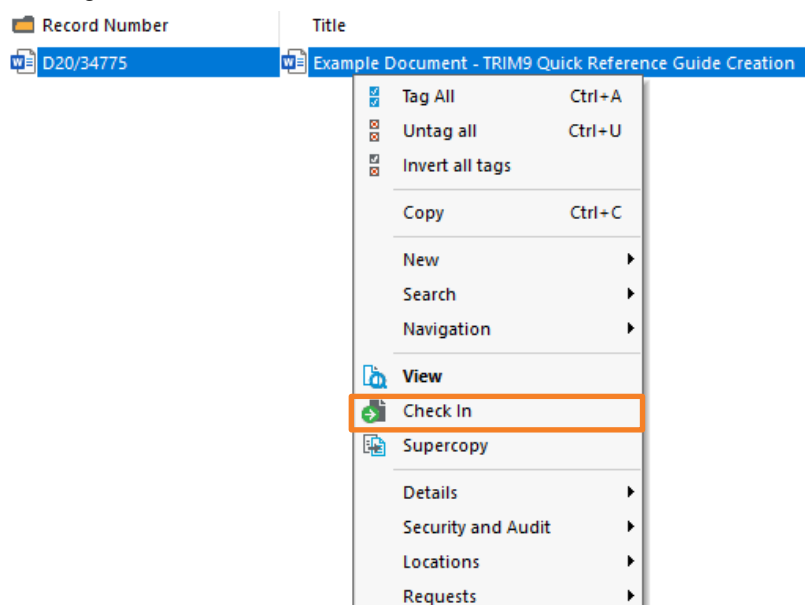 Record Number Title
D20/34775 Example Document - TRIM9 Quick Reference Guide Creation
Tag All Ctrl+A
Untag all Ctrl+U
Invert all tags
Copy Ctrl+C
New
Search
Navigation
View
Check In
Supercopy
Details
Security and Audit
Locations
Requests